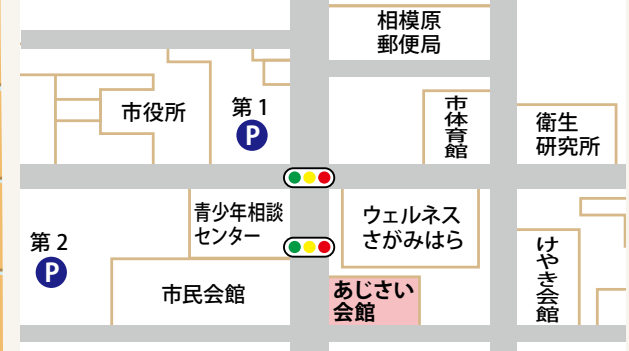 相模原
郵便局
市役所
第1
P
市体育館
衛生
研究所
青少年相談
センター
ウェルネス
さがみはら
第2
P
市民会館
あじさい
会館
けやき会館